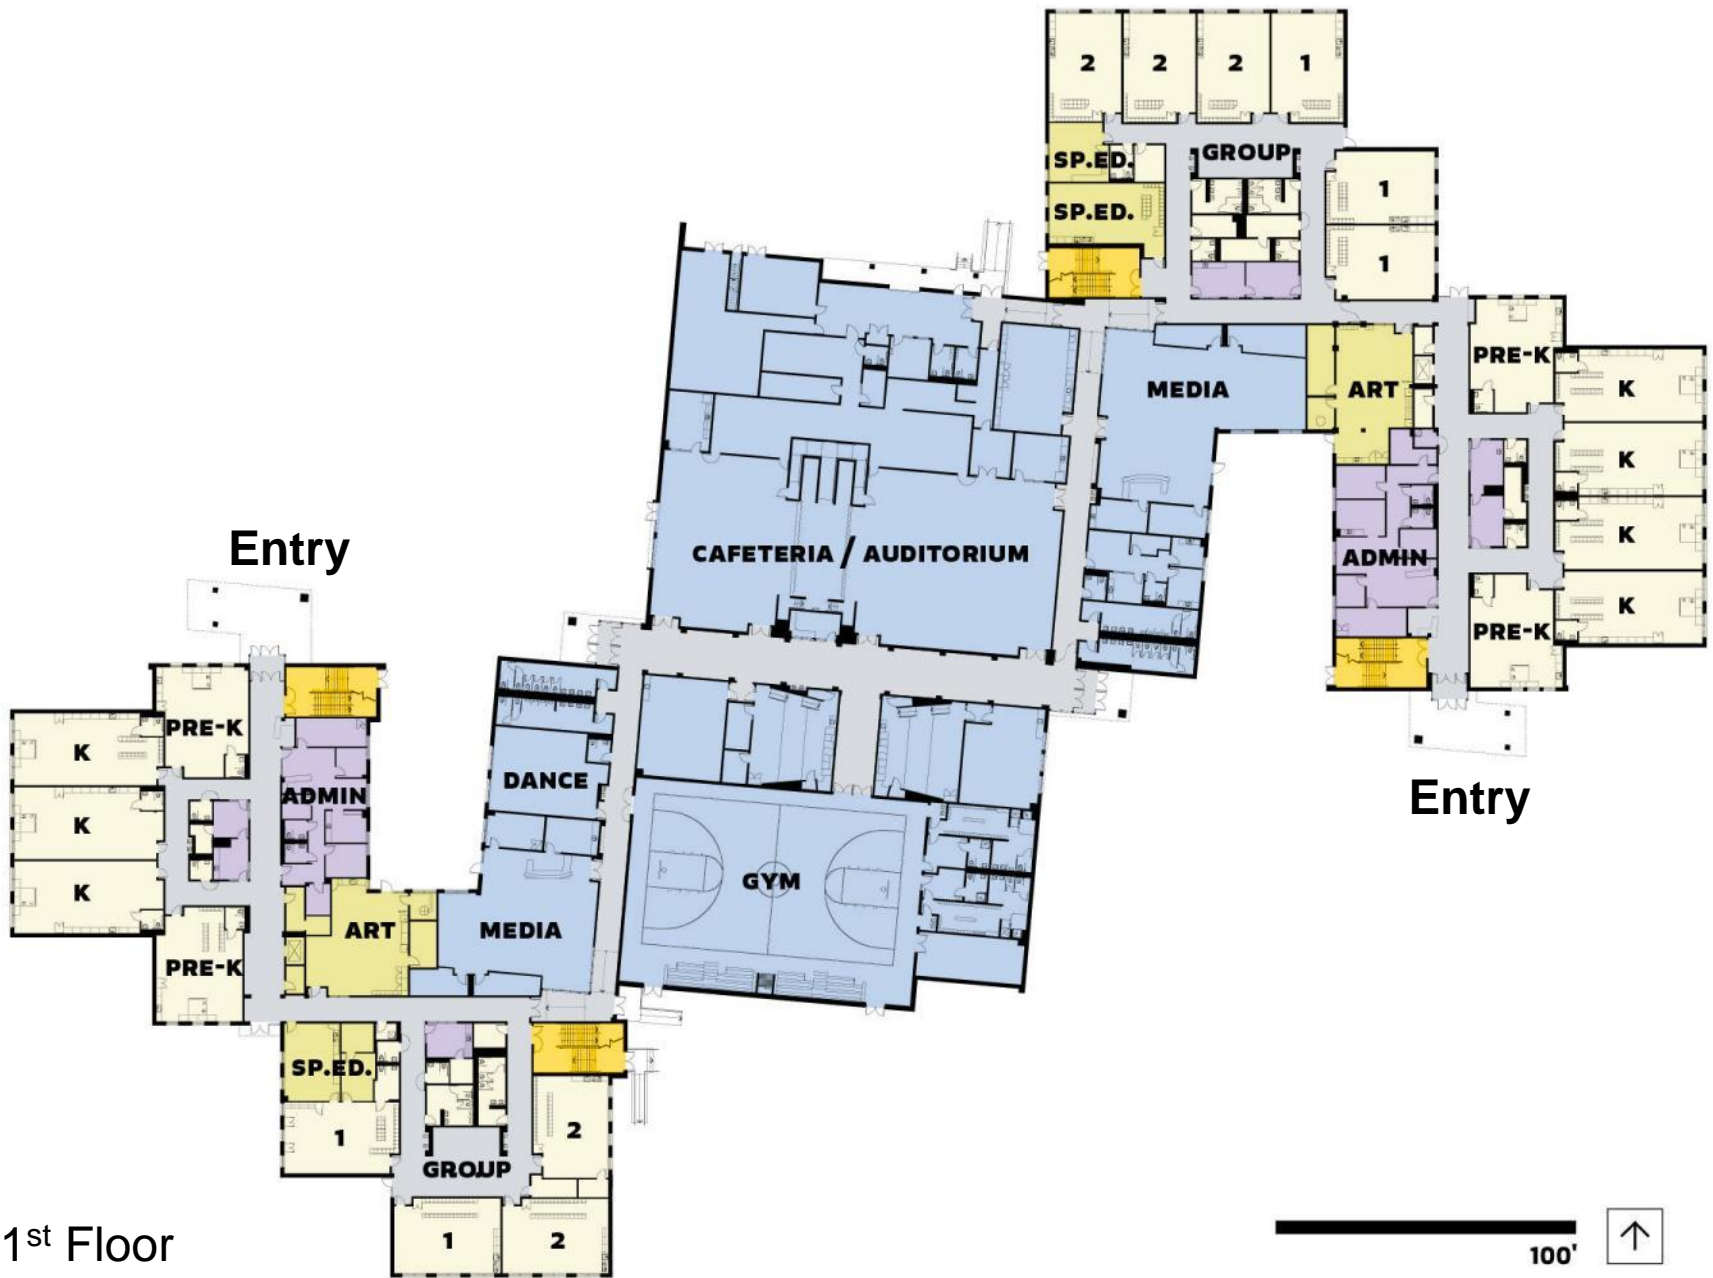 2 2 2 1
SP.ED. GROUP
1
SP.ED.
1
PRE-K
MEDIA ART K
K
Entry
K
CAFETERIA / AUDITORIUM ADMIN
K
PRE-K
PRE-K
K
DANCE
ADMIN
Entry
K
GYM
K
ART MEDIA
PRE-K
SP.ED.
1 2
GROUP
1 2
1st Floor
100'